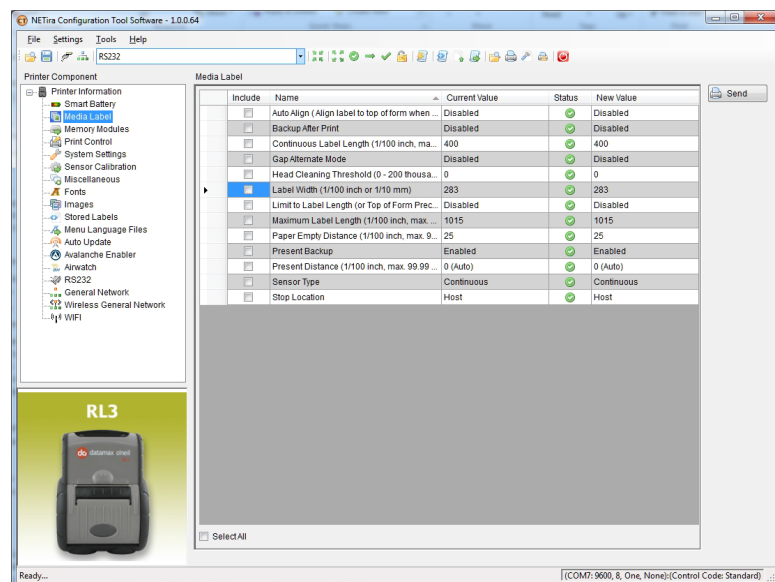 NETira Configuration Tool Software - 1.0.0.64
File Settings Tools Help
RS232
Printer Component
Media Label
Printer Information
Smart Battery
Media Label
Memory Modules
Print Control
System Settings
Sensor Calibration
Miscellaneous
Fonts
Images
Stored Labels
Menu Language Files
Auto Update
Avalanche Enabler
Airwatch
RS232
General Network
Wireless General Network
WIFI
Include Name Current Value Status New Value
Auto Align ( Align label to top of form when ... Disabled Disabled
Backup After Print Disabled Disabled
Continuous Label Length (1/100 inch, ma... 400 400
Gap Alternate Mode Disabled Disabled
Head Cleaning Threshold (0 - 200 thousa... 0 0
Label Width (1/100 inch or 1/10 mm) 283 283
Limit to Label Length (or Top of Form Prec... Disabled Disabled
Maximum Label Length (1/100 inch, max. ... 1015 1015
Paper Empty Distance (1/100 inch, max. 9... 25 25
Present Backup Enabled Enabled
Present Distance (1/100 inch, max. 99.99 ... 0 (Auto) 0 (Auto)
Sensor Type Continuous Continuous
Stop Location Host Host
Send
RL3
datamax oneil
Select All
Ready...
(COM7: 9600, 8, One, None):(Control Code: Standard)